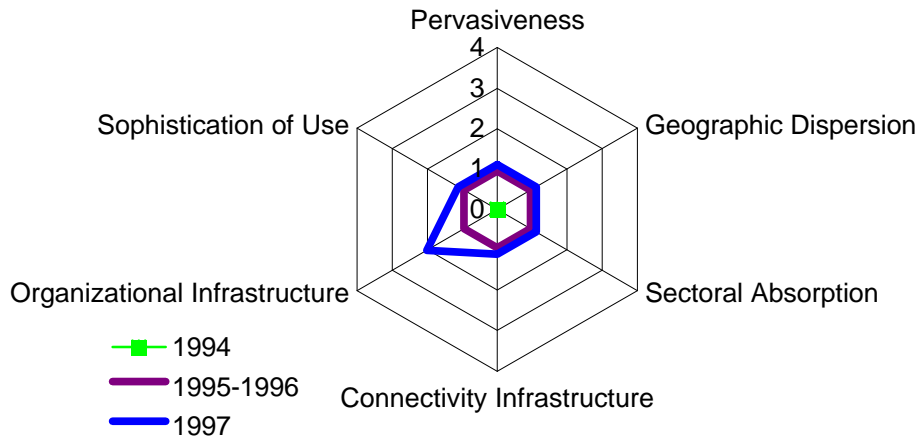 Pervasiveness
4
3
2
1
0
Sophistication of Use
Geographic Dispersion
Organizational Infrastructure
Sectoral Absorption
Connectivity Infrastructure
1994
1995-1996
1997